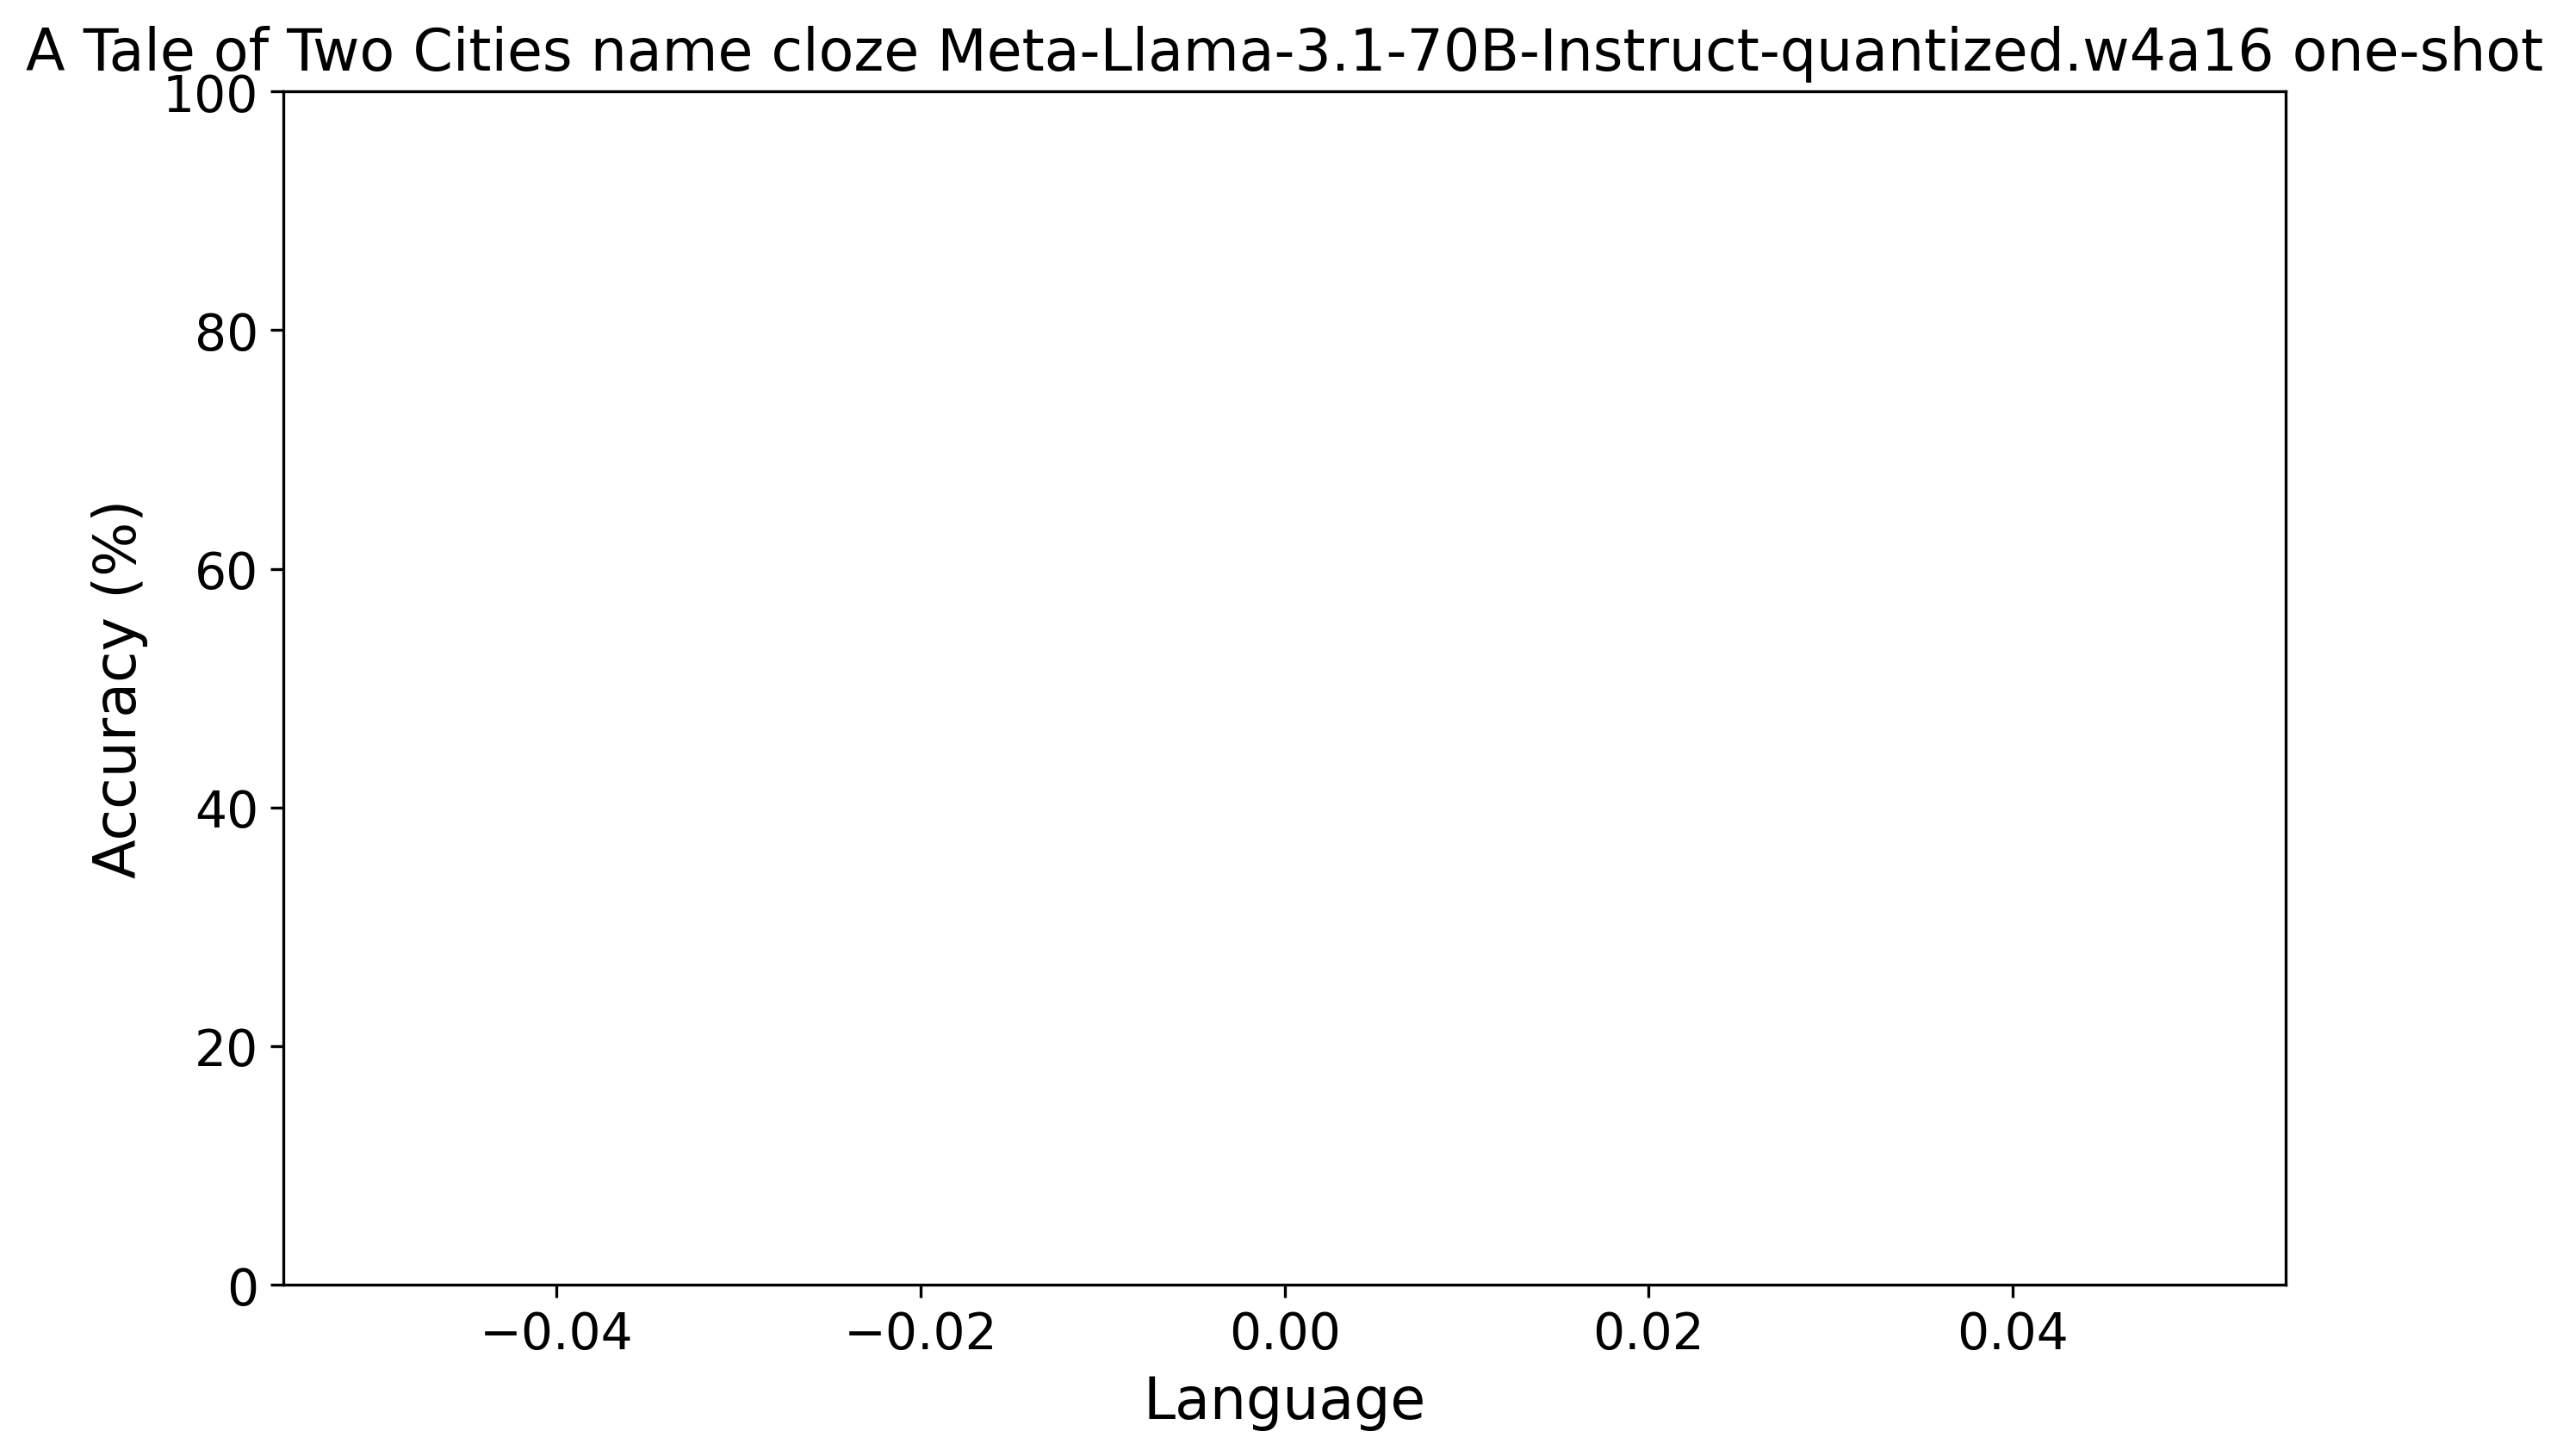 A Tale of Two Cities name cloze Meta-Llama-3.1-70B-Instruct-quantized.w4a16 one-shot
100
80
60
40
20
0
Accuracy (%)
−0.04 −0.02 0.00 0.02 0.04
Language